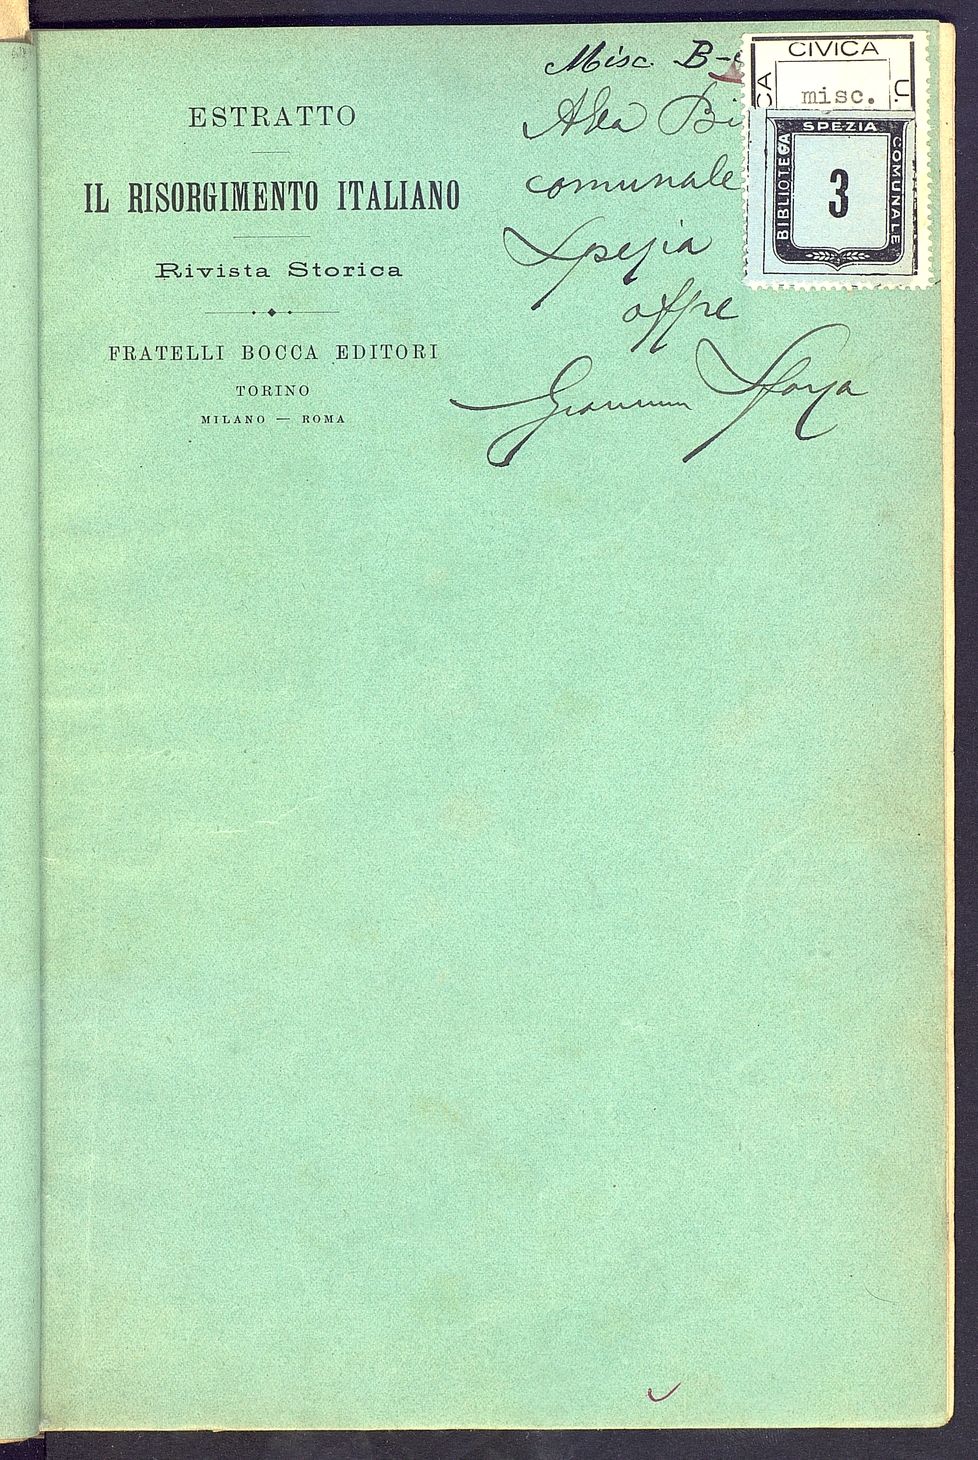 ESTRATTO
IL RISORGIMENTO ITALIANO
Rivista Storica
FRATELLI BOCCA EDITORI
TORINO
MILANO — ROMA
Misc. B-
Alla Bi
comunale
Spezia
offre
Giovanni Sforza
CIVICA
CA
U.
misc.
SPEZIA
BIBLIOTECA
COMUNALE
3